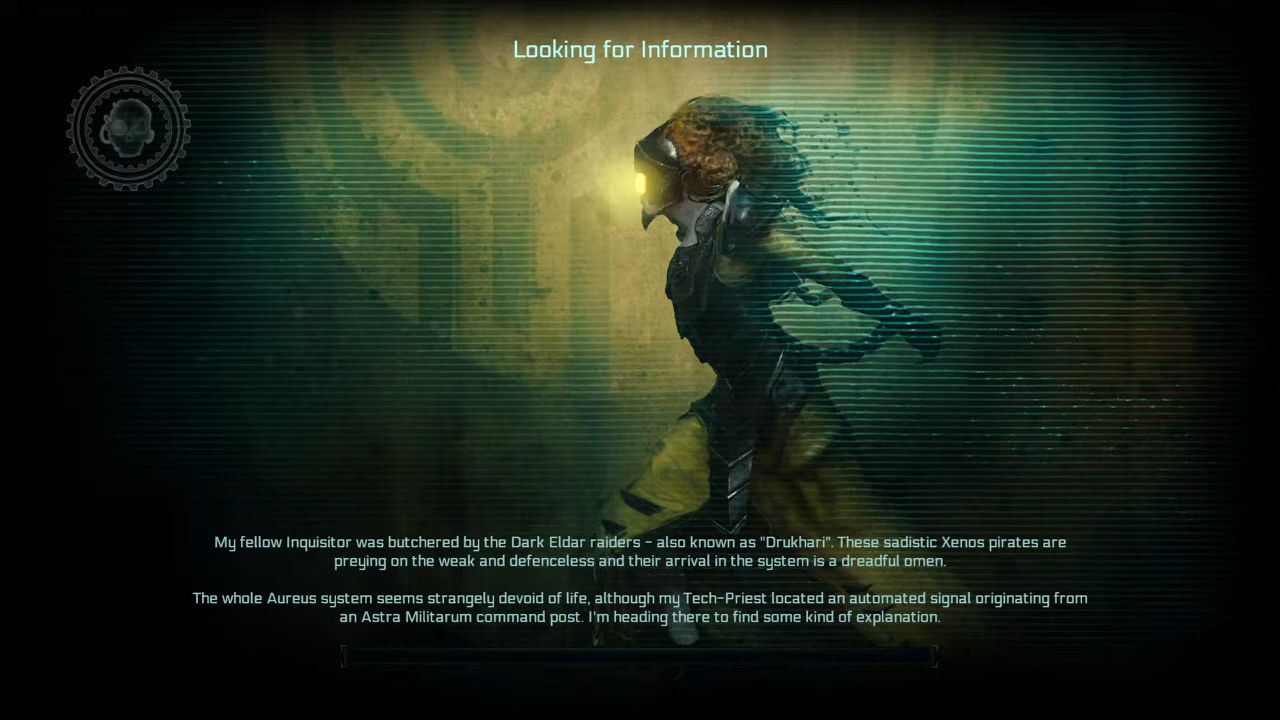 Looking for Information
My fellow Inquisitor was butchered by the Dark Eldar raiders - also known as "Drukhari". These sadistic Xenos pirates are
preying on the weak and defenceless and their arrival in the system is a dreadful omen.
The whole Aureus system seems strangely devoid of life, although my Tech-Priest located an automated signal originating from
an Astra Militarum command post. I'm heading there to find some kind of explanation.